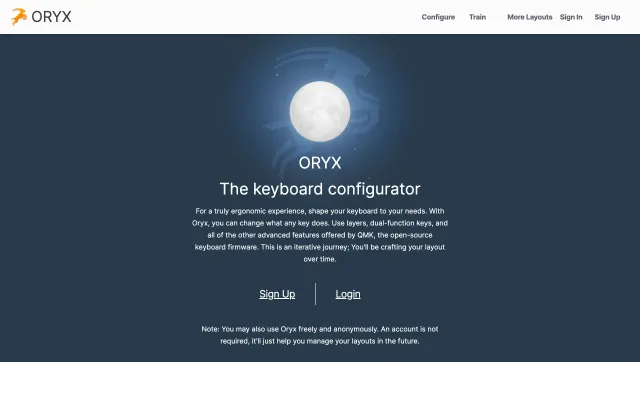 ORYX
Configure Train More Layouts Sign In Sign Up
ORYX
The keyboard configurator
For a truly ergonomic experience, shape your keyboard to your needs. With
Oryx, you can change what any key does. Use layers, dual-function keys, and
all of the other advanced features offered by QMK, the open-source
keyboard firmware. This is an iterative journey; You'll be crafting your layout
over time.
Sign Up
Login
Note: You may also use Oryx freely and anonymously. An account is not
required, it'll just help you manage your layouts in the future.